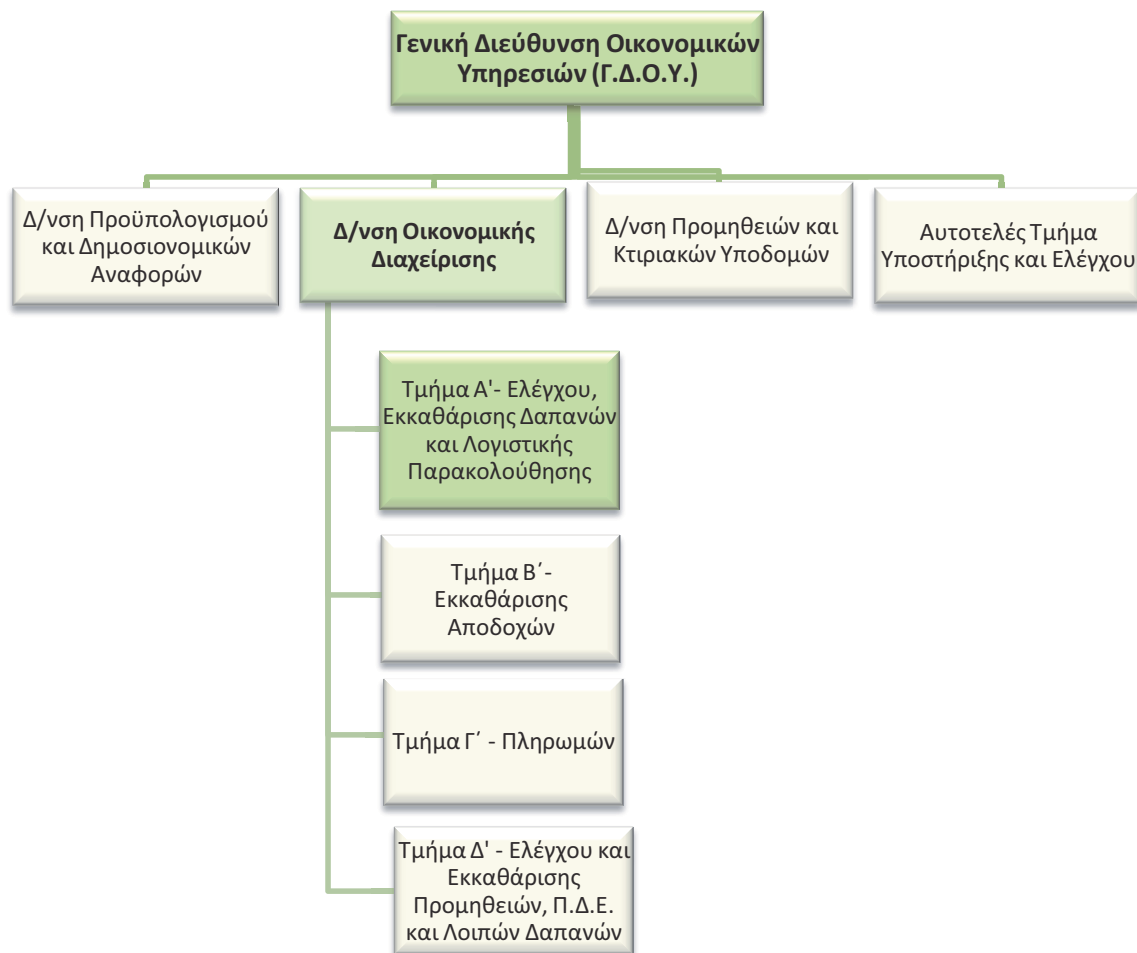 Γενική Διεύθυνση Οικονομικών
Υπηρεσιών (Γ.Δ.Ο.Υ.)
Δ/νση Προϋπολογισμού
και Δημοσιονομικών
Αναφορών
Δ/νση Οικονομικής
Διαχείρισης
Δ/νση Προμηθειών και
Κτιριακών Υποδομών
Αυτοτελές Τμήμα
Υποστήριξης και Ελέγχου
Τμήμα Α'- Ελέγχου,
Εκκαθάρισης Δαπανών
και Λογιστικής
Παρακολούθησης
Τμήμα Β΄-
Εκκαθάρισης
Αποδοχών
Τμήμα Γ΄ - Πληρωμών
Τμήμα Δ' - Ελέγχου και
Εκκαθάρισης
Προμηθειών, Π.Δ.Ε.
και Λοιπών Δαπανών